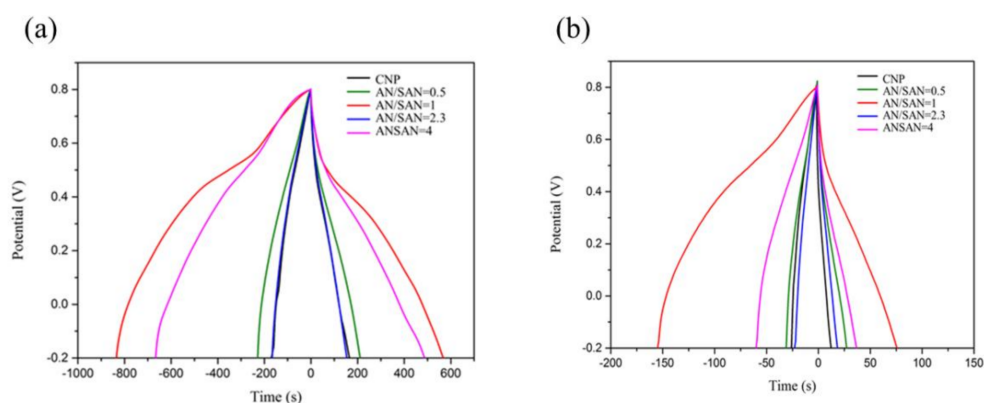 (a)
CNP
AN/SAN=0.5
AN/SAN=1
AN/SAN=2.3
ANSAN=4
0.8
0.6
0.4
0.2
0.0
-0.2
Potential (V)
-1000 -800 -600 -400 -200 0 200 400 600
Time (s)
(b)
CNP
AN/SAN=0.5
AN/SAN=1
AN/SAN=2.3
ANSAN=4
0.8
0.6
0.4
0.2
0.0
-0.2
Potential (V)
-200 -150 -100 -50 0 50 100 150
Time (s)